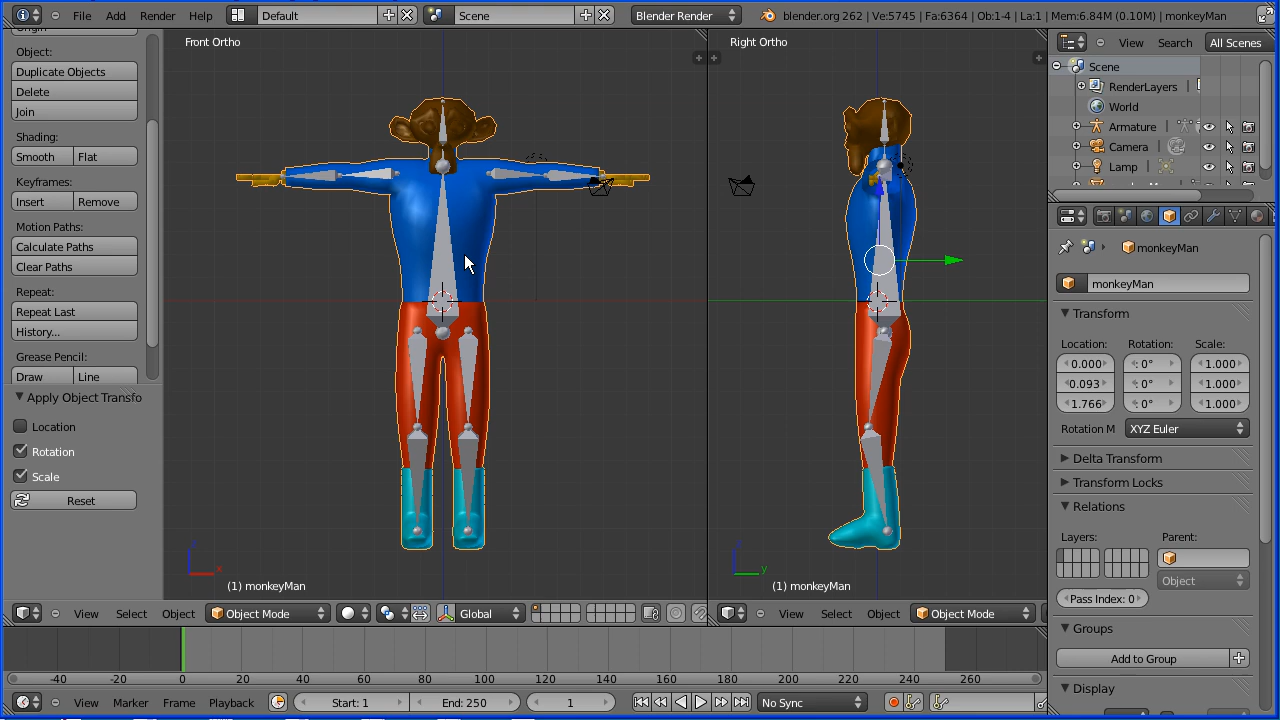 File Add Render Help Default Scene Blender Render blender.org 262 | Ve:5745 | Fa:6364 | Ob:1-4 | La:1 | Mem:6.84M (0.10M) | monkeyMan
Origin
Object:
Duplicate Objects
Delete
Join
Shading:
Smooth Flat
Keyframes:
Insert Remove
Motion Paths:
Calculate Paths
Clear Paths
Repeat:
Repeat Last
History...
Grease Pencil:
Draw Line
Apply Object Transfo
Location
Rotation
Scale
Reset
Front Ortho
x
(1) monkeyMan
View Select Object Object Mode Global
Right Ortho
y
(1) monkeyMan
View Select Object Object Mode
View Search All Scenes
Scene
RenderLayers
World
Armature
Camera
Lamp
monkeyMan
monkeyMan
Transform
Location: Rotation: Scale:
0.000 0° 1.000
0.093 0° 1.000
1.766 0° 1.000
Rotation M XYZ Euler
Delta Transform
Transform Locks
Relations
Layers: Parent:
Object
Pass Index: 0
Groups
Add to Group
Display
-40 -20 0 20 40 60 80 100 120 140 160 180 200 220 240 260
View Marker Frame Playback Start: 1 End: 250 1 No Sync